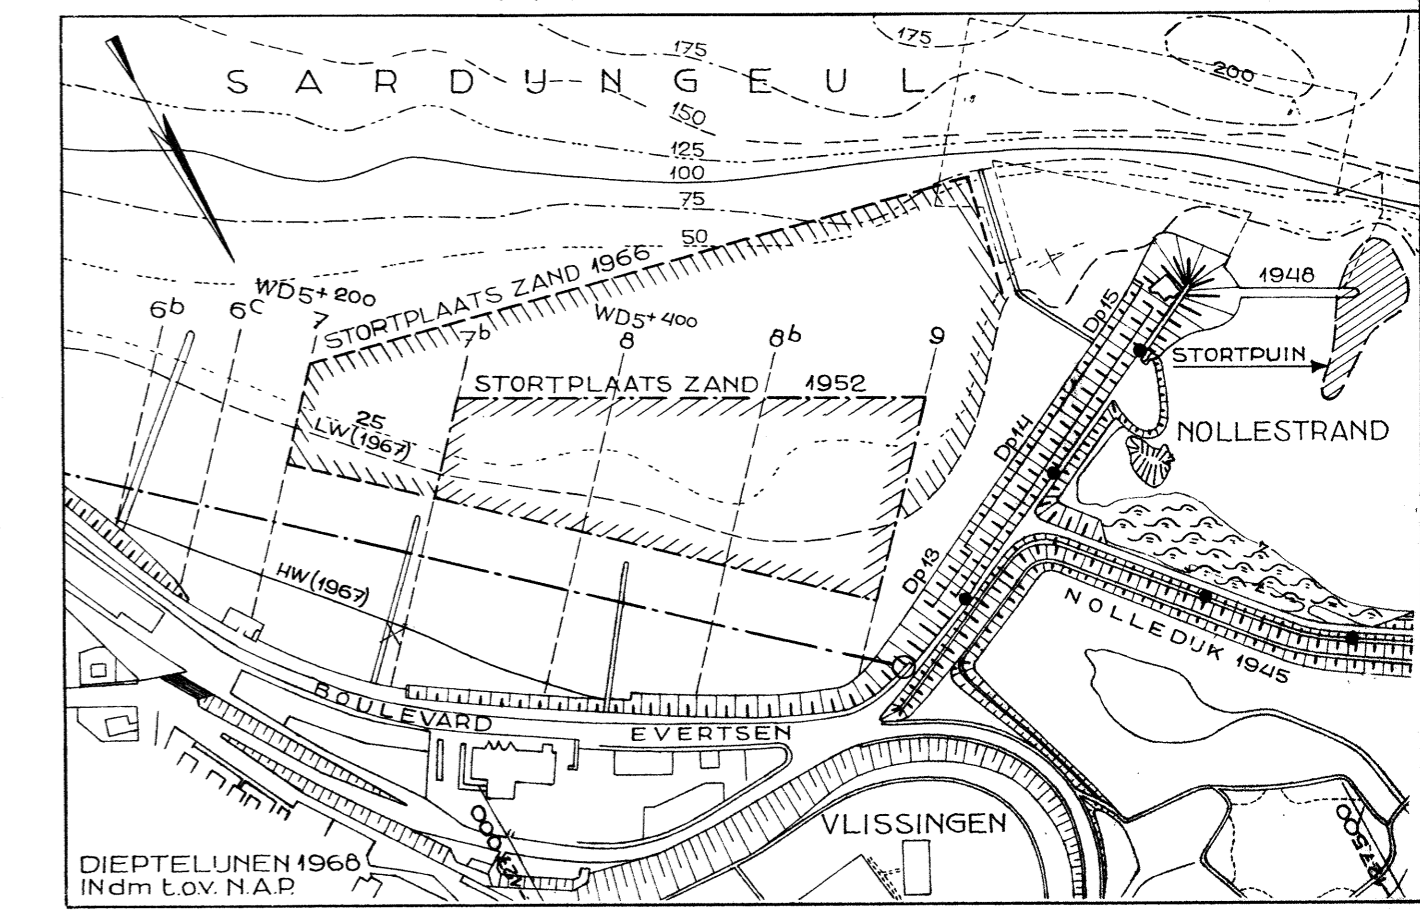 175
175
200
SARDIJNGEUL
150
125
100
75
50
1948
STORTPLAATS ZAND 1966
WD5+200
6b
6c
7
7b
WD5+400
8
8b
9
Dp15
STORTPUIN
STORTPLAATS ZAND 1952
25
LW(1967)
Dp14
NOLLESTRAND
HW(1967)
Dp13
NOLLEDIJK 1945
BOULEVARD
EVERTSEN
VLISSINGEN
DIEPTELIJNEN 1968
IN dm t.o.v. N.A.P.